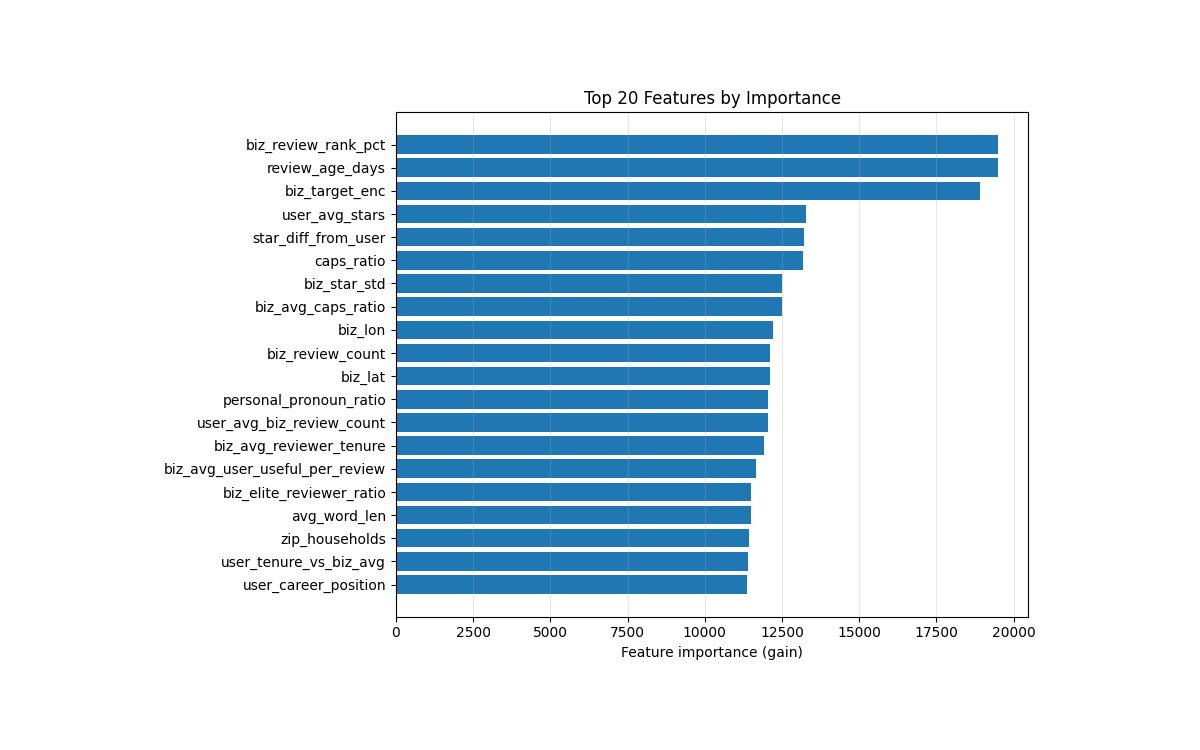 Top 20 Features by Importance
biz_review_rank_pct
review_age_days
biz_target_enc
user_avg_stars
star_diff_from_user
caps_ratio
biz_star_std
biz_avg_caps_ratio
biz_lon
biz_review_count
biz_lat
personal_pronoun_ratio
user_avg_biz_review_count
biz_avg_reviewer_tenure
biz_avg_user_useful_per_review
biz_elite_reviewer_ratio
avg_word_len
zip_households
user_tenure_vs_biz_avg
user_career_position
0 2500 5000 7500 10000 12500 15000 17500 20000
Feature importance (gain)